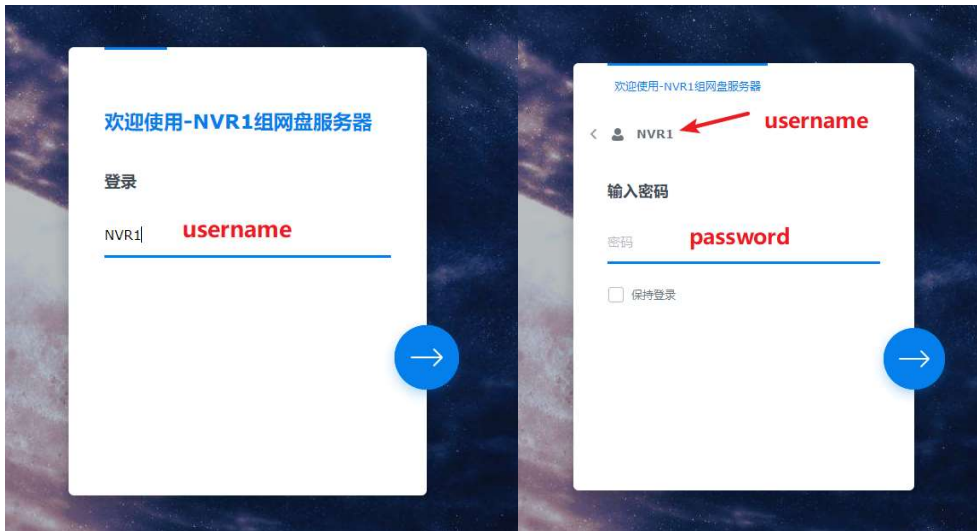 欢迎使用-NVR1组网盘服务器
登录
NVR1 username
欢迎使用-NVR1组网盘服务器
NVR1 username
输入密码
密码 password
保持登录